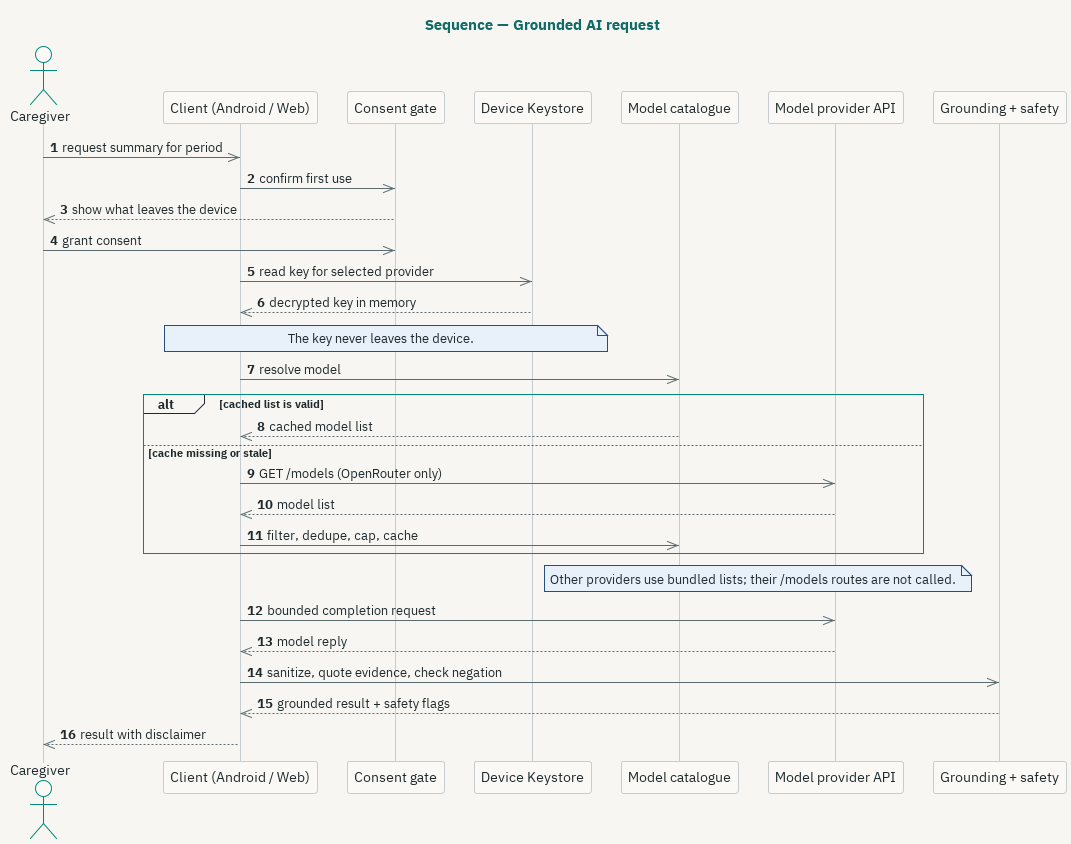 Sequence — Grounded AI request
Caregiver
Client (Android / Web)
Consent gate
Device Keystore
Model catalogue
Model provider API
Grounding + safety
1 request summary for period
2 confirm first use
3 show what leaves the device
4 grant consent
5 read key for selected provider
6 decrypted key in memory
The key never leaves the device.
7 resolve model
alt [cached list is valid]
8 cached model list
[cache missing or stale]
9 GET /models (OpenRouter only)
10 model list
11 filter, dedupe, cap, cache
Other providers use bundled lists; their /models routes are not called.
12 bounded completion request
13 model reply
14 sanitize, quote evidence, check negation
15 grounded result + safety flags
16 result with disclaimer
Caregiver
Client (Android / Web)
Consent gate
Device Keystore
Model catalogue
Model provider API
Grounding + safety